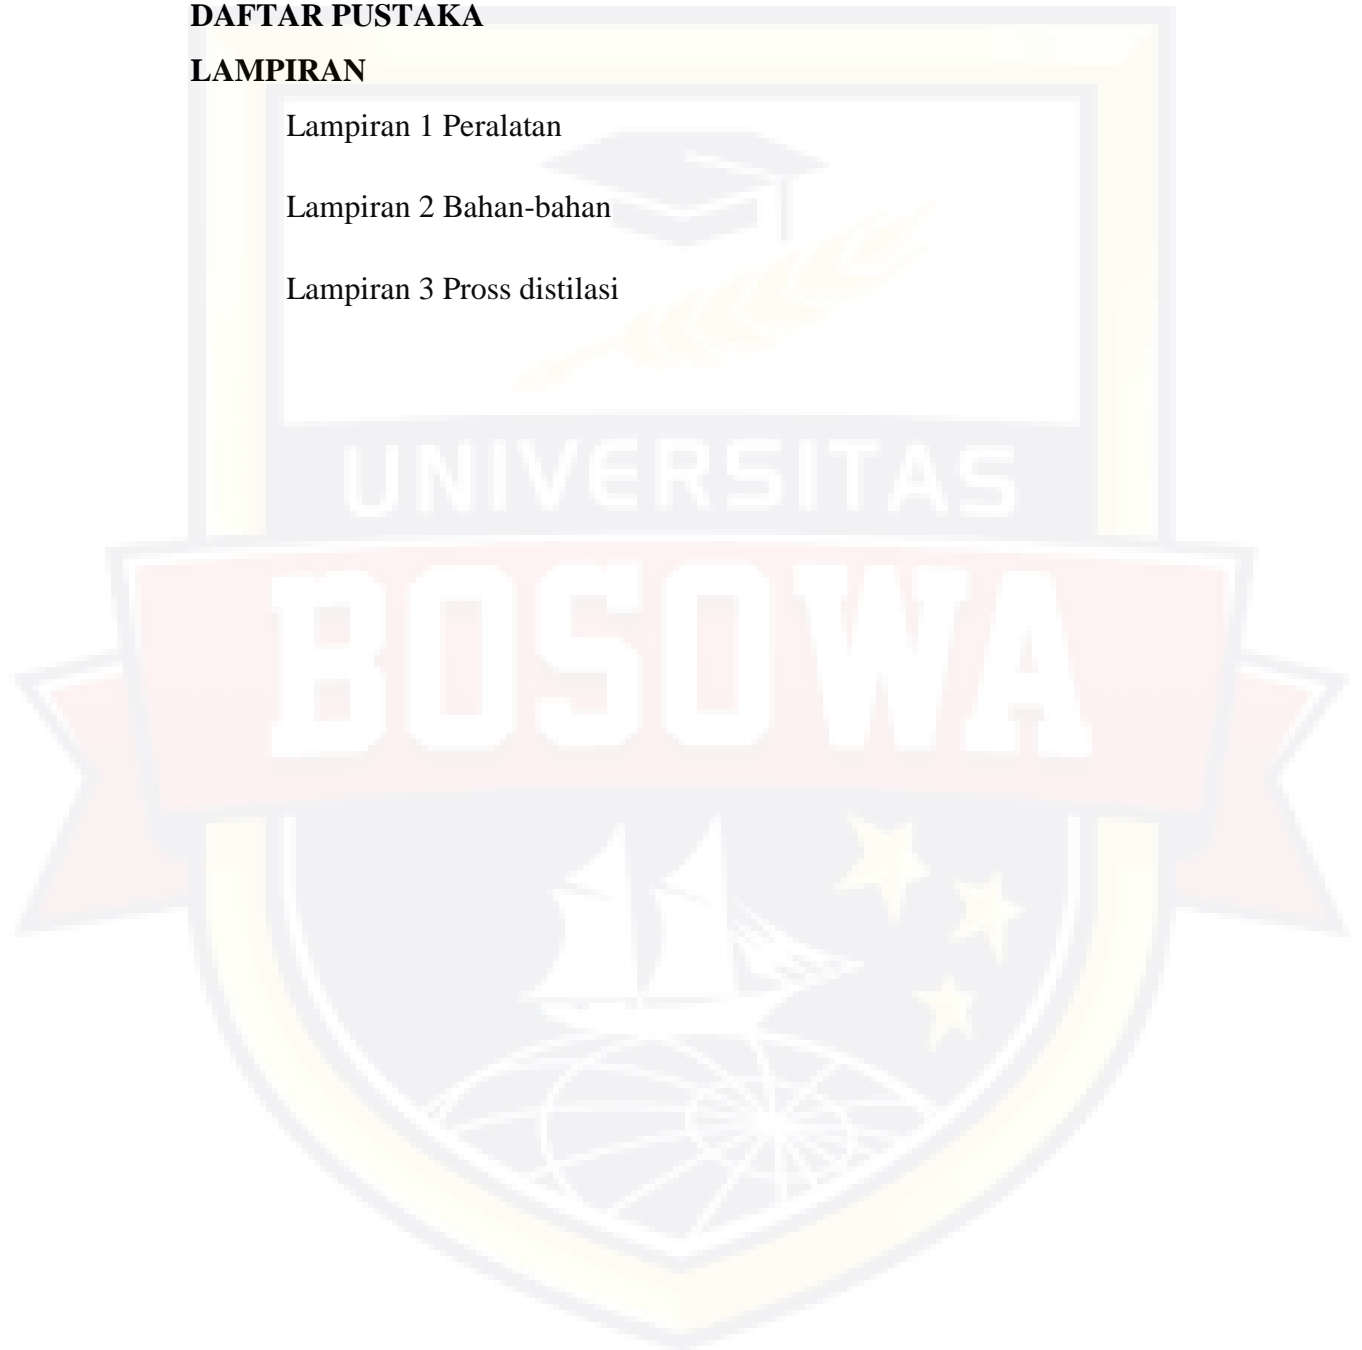 DAFTAR PUSTAKA
LAMPIRAN
Lampiran 1 Peralatan
Lampiran 2 Bahan-bahan
Lampiran 3 Pross distilasi
UNIVERSITAS
BOSOWA